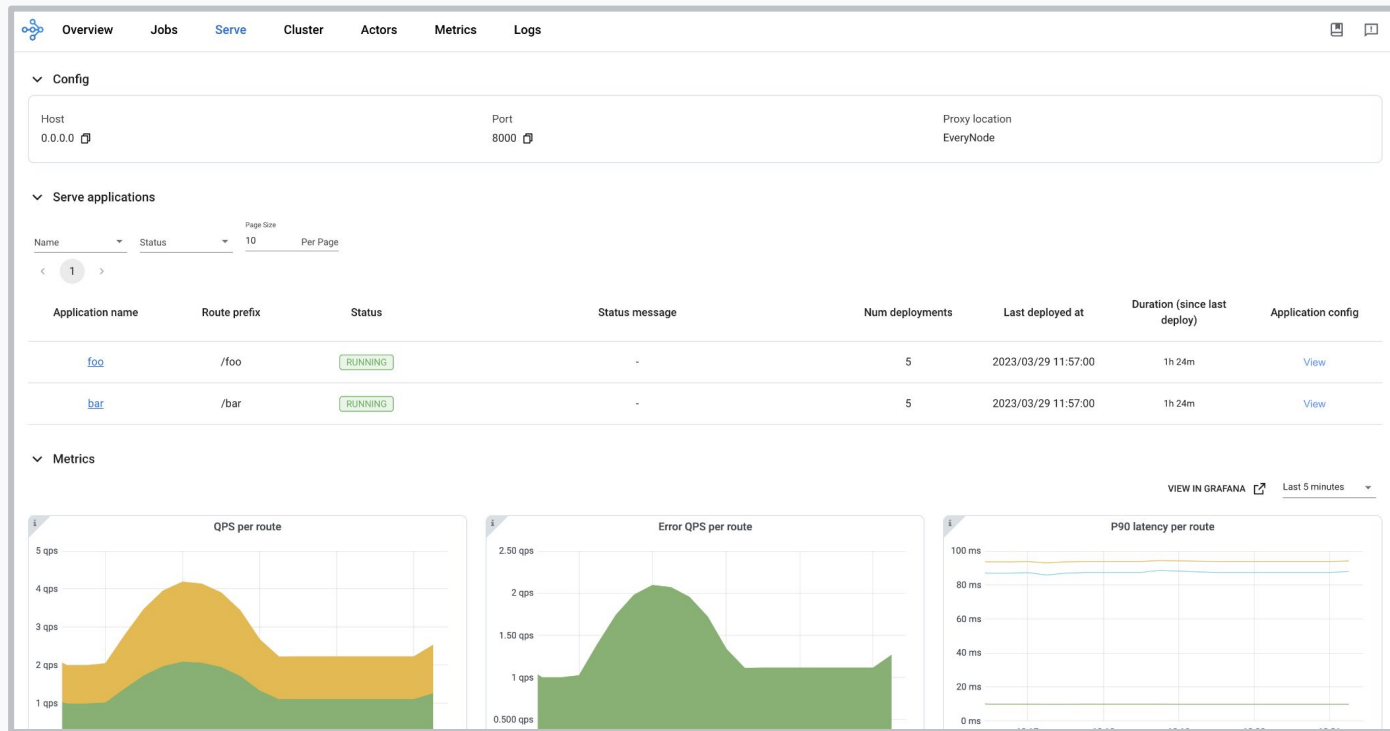 Overview Jobs Serve Cluster Actors Metrics Logs
Config
Host Port Proxy location
0.0.0.0 8000 EveryNode
Serve applications
Page Size
Name Status 10 Per Page
1
Application name Route prefix Status Status message Num deployments Last deployed at Duration (since last deploy) Application config
foo /foo RUNNING - 5 2023/03/29 11:57:00 1h 24m View
bar /bar RUNNING - 5 2023/03/29 11:57:00 1h 24m View
Metrics
VIEW IN GRAFANA Last 5 minutes
i QPS per route
5 qps
4 qps
3 qps
2 qps
1 qps
i Error QPS per route
2.50 qps
2 qps
1.50 qps
1 qps
0.500 qps
i P90 latency per route
100 ms
80 ms
60 ms
40 ms
20 ms
0 ms